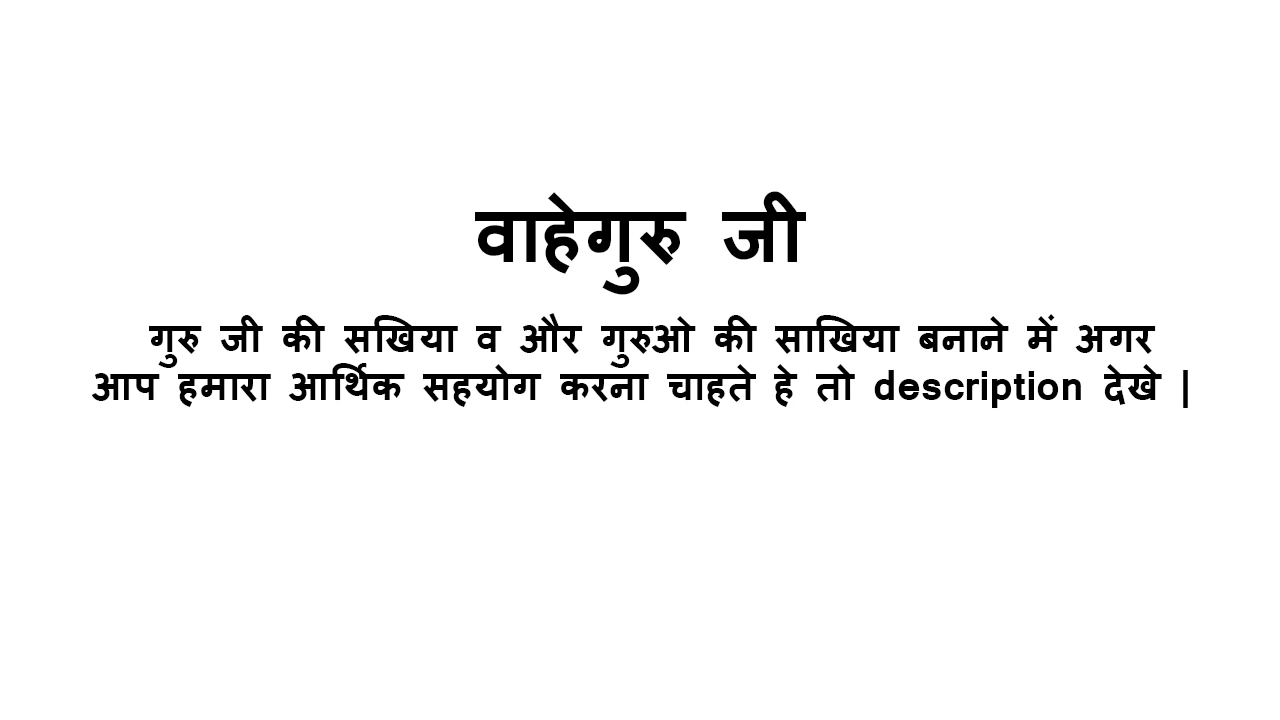 वाहेगुरु जी
गुरु जी की सखिया व और गुरुओ की साखिया बनाने में अगर
आप हमारा आर्थिक सहयोग करना चाहते हे तो description देखे |